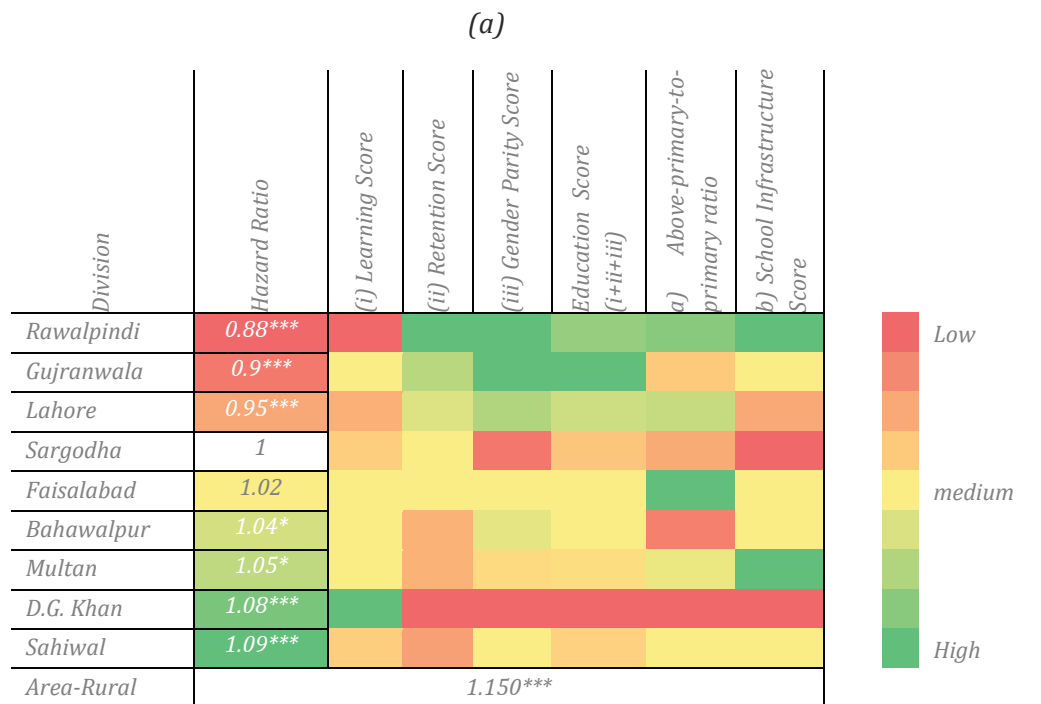 (a)
Division
Hazard Ratio
(i) Learning Score
(ii) Retention Score
(iii) Gender Parity Score
Education Score
(i+ii+iii)
a) Above-primary-to-
primary ratio
b) School Infrastructure
Score
Rawalpindi 0.88***
Gujranwala 0.9***
Lahore 0.95***
Sargodha 1
Faisalabad 1.02
Bahawalpur 1.04*
Multan 1.05*
D.G. Khan 1.08***
Sahiwal 1.09***
Area-Rural 1.150***
Low
medium
High